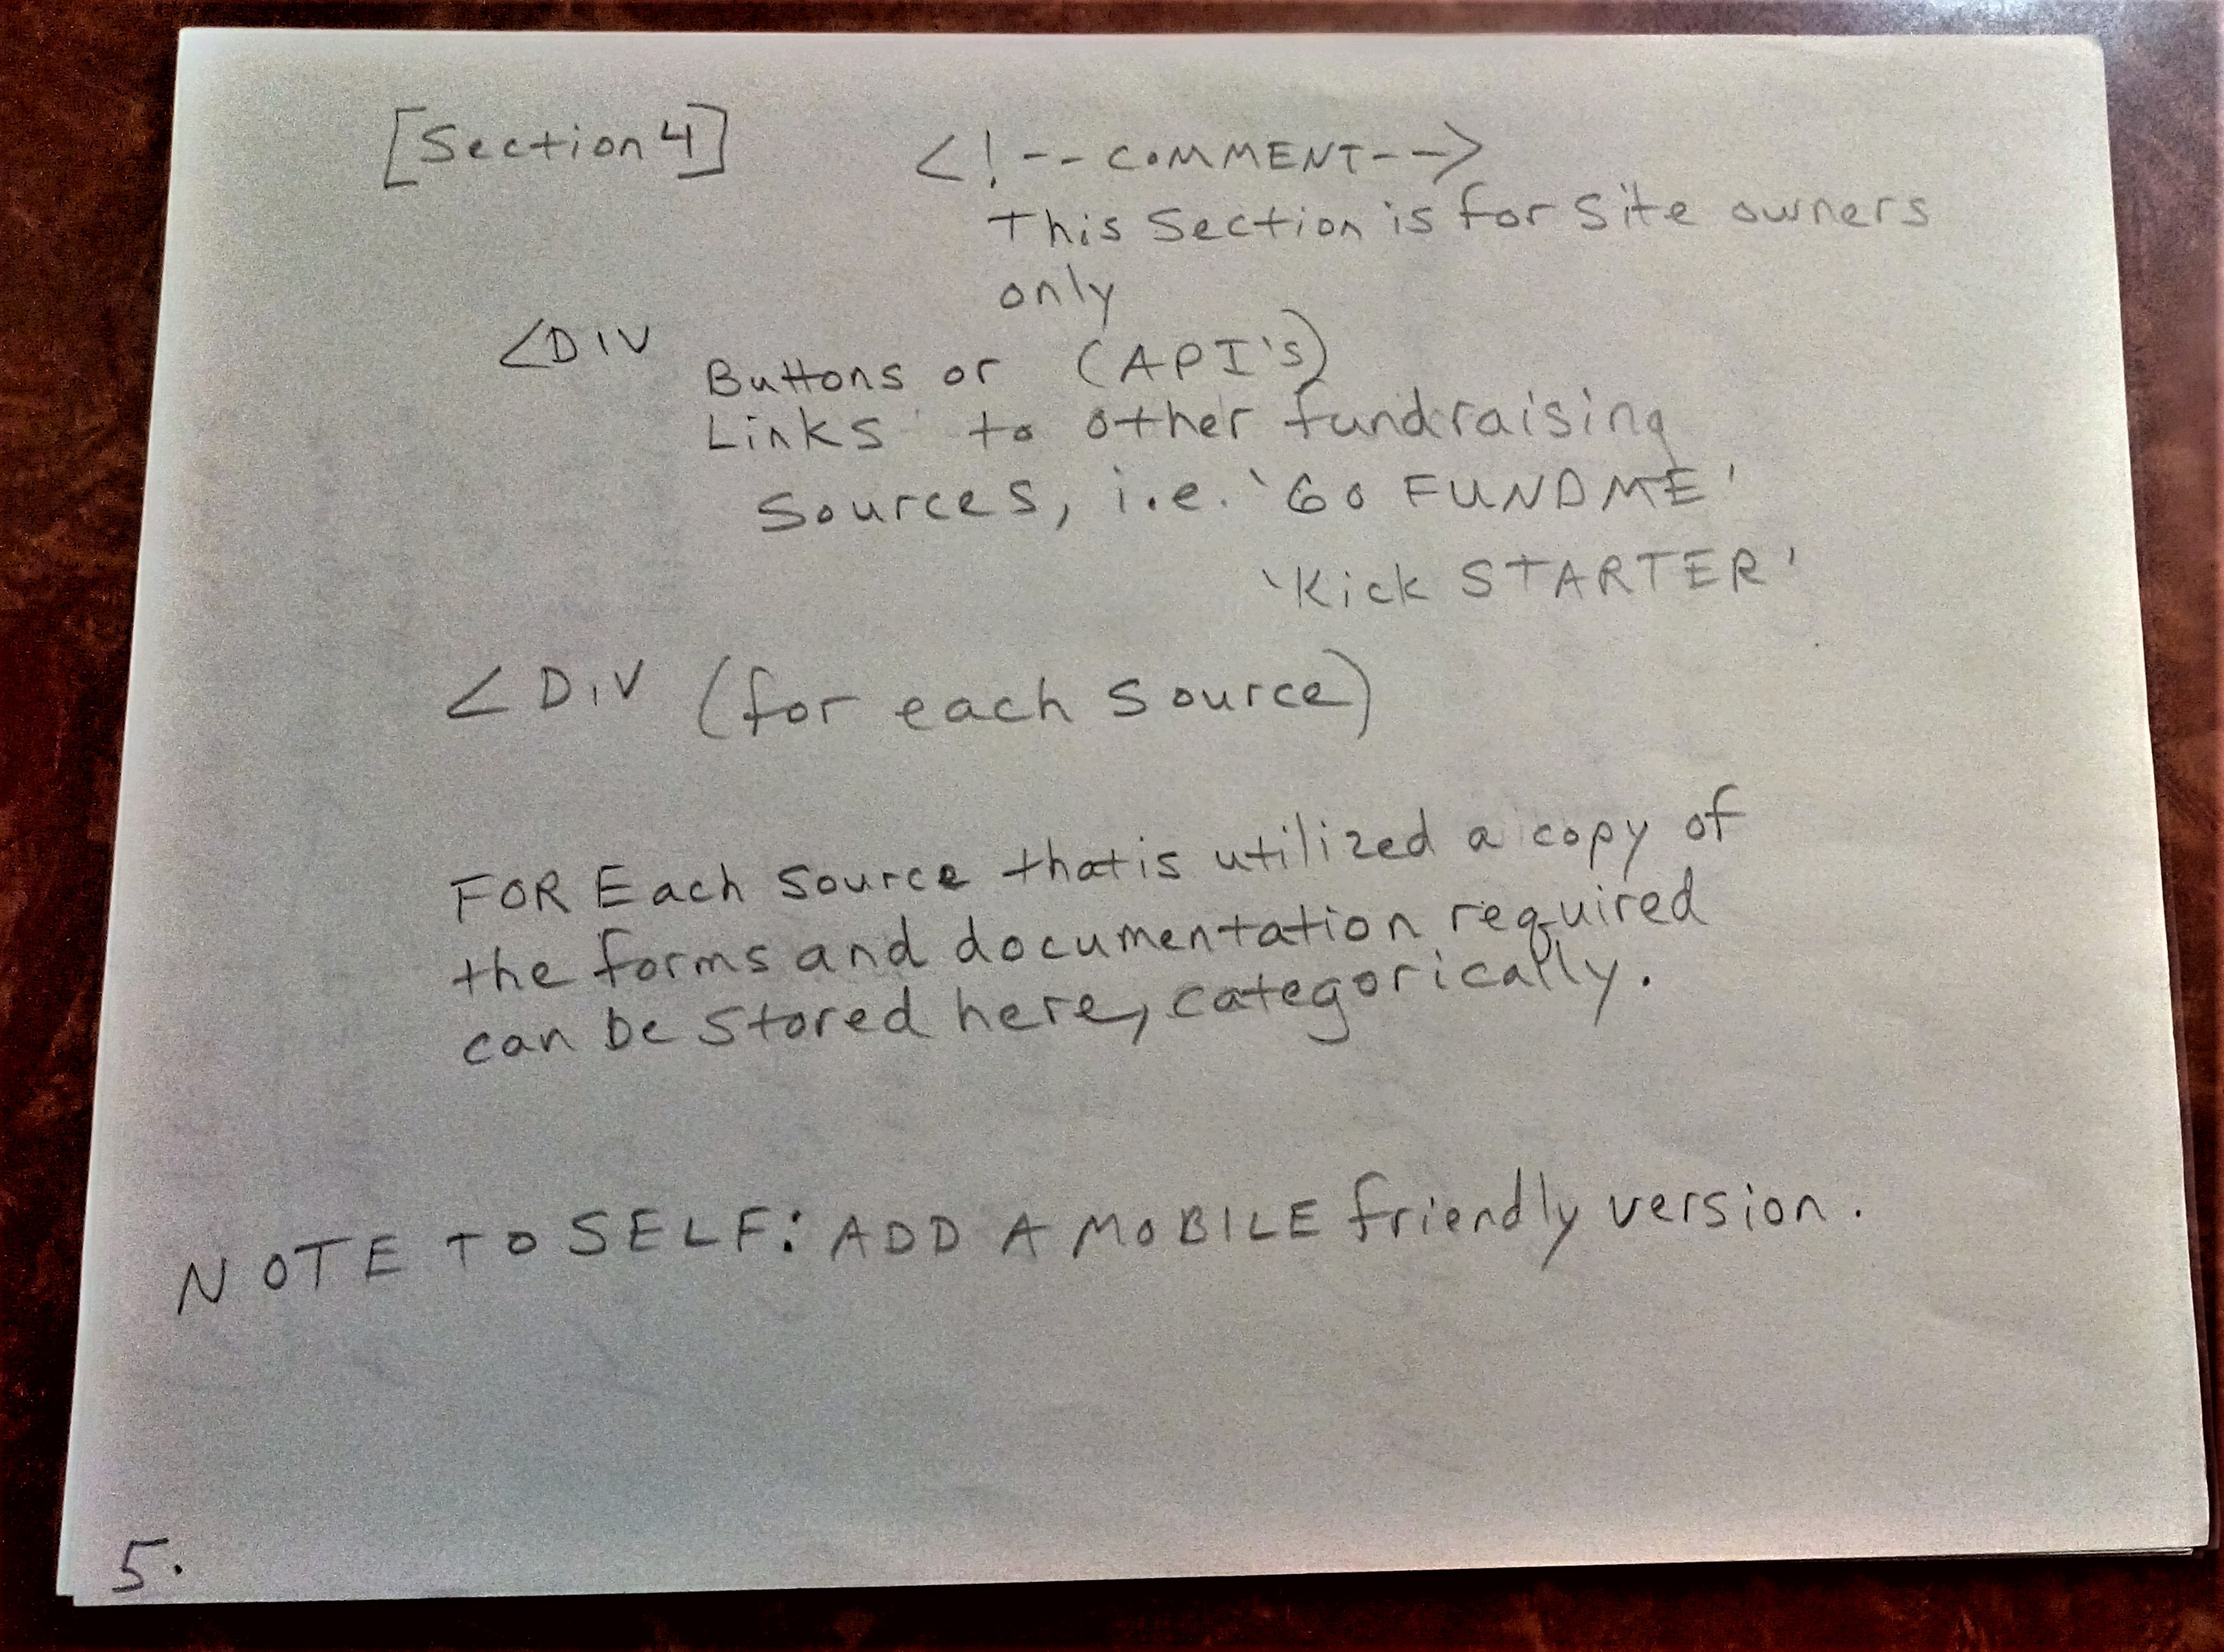 [Section 4] <!--COMMENT-->
This Section is for site owners
only
<DIV
Buttons or (API's)
Links to other fundraising
Sources, i.e. 'GO FUNDME'
'Kick STARTER'
<DIV (for each source)
FOR Each source that is utilized a copy of
the forms and documentation required
can be stored here, categorically.
NOTE TO SELF: ADD A MOBILE friendly version.
5.